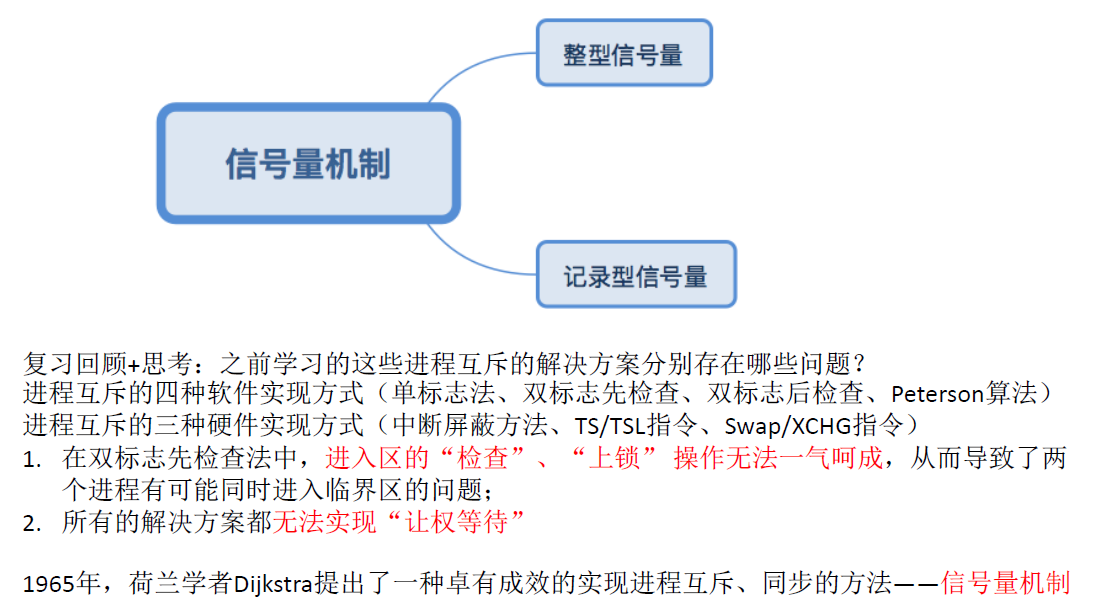 整型信号量
信号量机制
记录型信号量
复习回顾+思考：之前学习的这些进程互斥的解决方案分别存在哪些问题？
进程互斥的四种软件实现方式（单标志法、双标志先检查、双标志后检查、Peterson算法）
进程互斥的三种硬件实现方式（中断屏蔽方法、TS/TSL指令、Swap/XCHG指令）
1. 在双标志先检查法中，进入区的“检查”、“上锁” 操作无法一气呵成，从而导致了两
个进程有可能同时进入临界区的问题；
2. 所有的解决方案都无法实现“让权等待”
1965年，荷兰学者Dijkstra提出了一种卓有成效的实现进程互斥、同步的方法——信号量机制